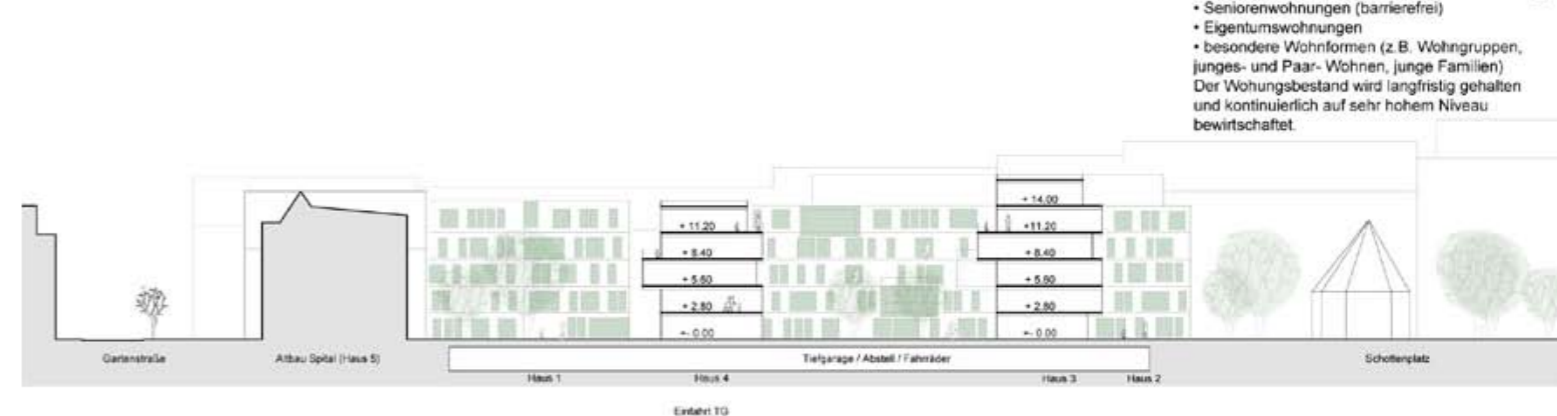 • Seniorenwohnungen (barrierefrei)
• Eigentumswohnungen
• besondere Wohnformen (z.B. Wohngruppen,
junges- und Paar- Wohnen, junge Familien)
Der Wohungsbestand wird langfristig gehalten
und kontinuierlich auf sehr hohem Niveau
bewirtschaftet.
+ 14.00
+ 11.20
+11.20
+ 8.40
+ 8.40
+ 5.60
+ 5.60
+ 2.80
+ 2.80
+- 0.00
+- 0.00
Gartenstraße
Altbau Spital (Haus 5)
Tiefgarage / Abstell / Fahrräder
Schottenplatz
Haus 1
Haus 4
Haus 3
Haus 2
Einfahrt TG